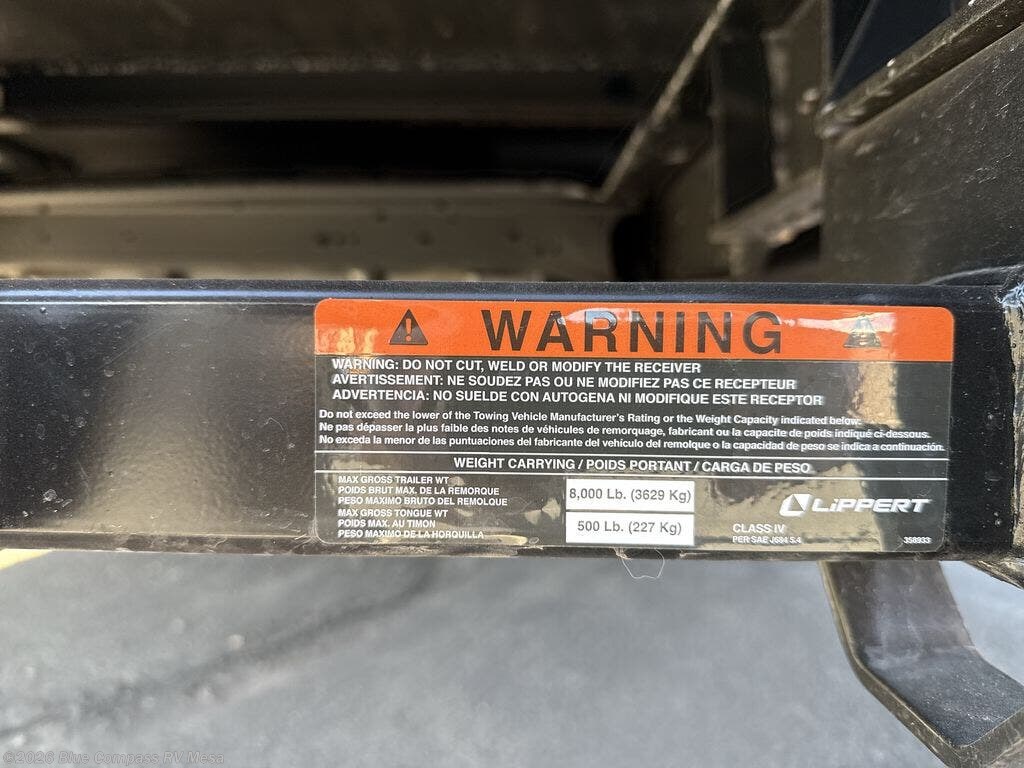 WARNING
WARNING: DO NOT CUT, WELD OR MODIFY THE RECEIVER
AVERTISSEMENT: NE SOUDEZ PAS OU NE MODIFIEZ PAS CE RECEPTEUR
ADVERTENCIA: NO SUELDE CON AUTOGENA NI MODIFIQUE ESTE RECEPTOR
Do not exceed the lower of the Towing Vehicle Manufacturer's Rating or the Weight Capacity indicated below.
Ne pas dépasser la plus faible des notes de véhicules de remorquage, fabricant ou la capacite de poids indiqué ci-dessous.
No exceda la menor de las puntuaciones del fabricante del vehículo del remolque o la capacidad de peso se indica a continuación.
WEIGHT CARRYING / POIDS PORTANT / CARGA DE PESO
MAX GROSS TRAILER WT
POIDS BRUT MAX. DE LA REMORQUE
PESO MAXIMO BRUTO DEL REMOLQUE
8,000 Lb. (3629 Kg)
MAX GROSS TONGUE WT
POIDS MAX. AU TIMON
PESO MAXIMO DE LA HORQUILLA
500 Lb. (227 Kg)
LIPPERT
CLASS IV
PER SAE J684 5.4
358933
©2026 Blue Compass RV Mesa